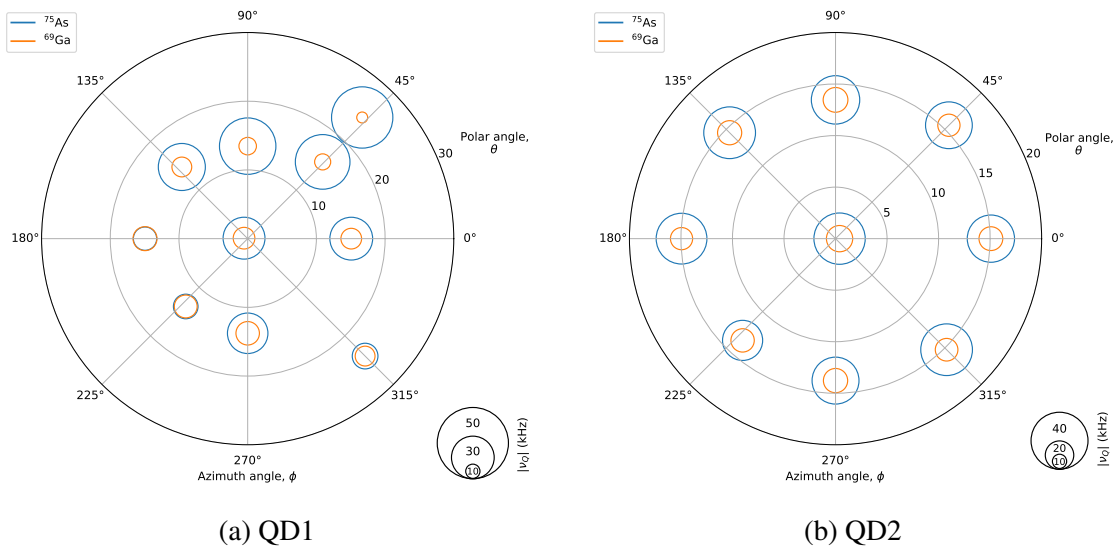 ⁷⁵As
⁶⁹Ga
90°
135°
45°
Polar angle,
θ
30
20
10
180°
0°
225°
315°
270°
Azimuth angle, ϕ
50
30
10
|ν_Q| (kHz)
(a) QD1
⁷⁵As
⁶⁹Ga
90°
135°
45°
Polar angle,
θ
20
15
10
5
180°
0°
225°
315°
270°
Azimuth angle, ϕ
40
20
10
|ν_Q| (kHz)
(b) QD2